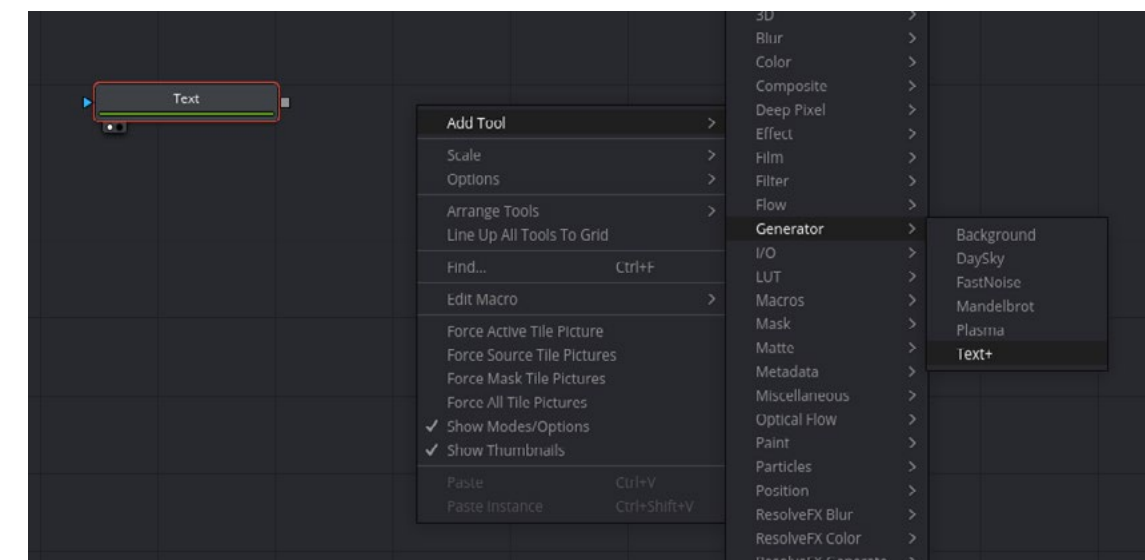 Text
Add Tool
Scale
Options
Arrange Tools
Line Up All Tools To Grid
Find... Ctrl+F
Edit Macro
Force Active Tile Picture
Force Source Tile Pictures
Force Mask Tile Pictures
Force All Tile Pictures
Show Modes/Options
Show Thumbnails
Paste Ctrl+V
Paste Instance Ctrl+Shift+V
3D
Blur
Color
Composite
Deep Pixel
Effect
Film
Filter
Flow
Generator
I/O
LUT
Macros
Mask
Matte
Metadata
Miscellaneous
Optical Flow
Paint
Particles
Position
ResolveFX Blur
ResolveFX Color
ResolveFX Generate
Background
DaySky
FastNoise
Mandelbrot
Plasma
Text+